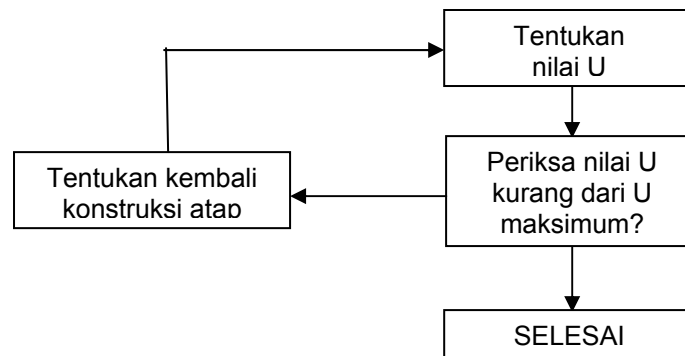 Tentukan
nilai U
Periksa nilai U
kurang dari U
maksimum?
Tentukan kembali
konstruksi atap
SELESAI